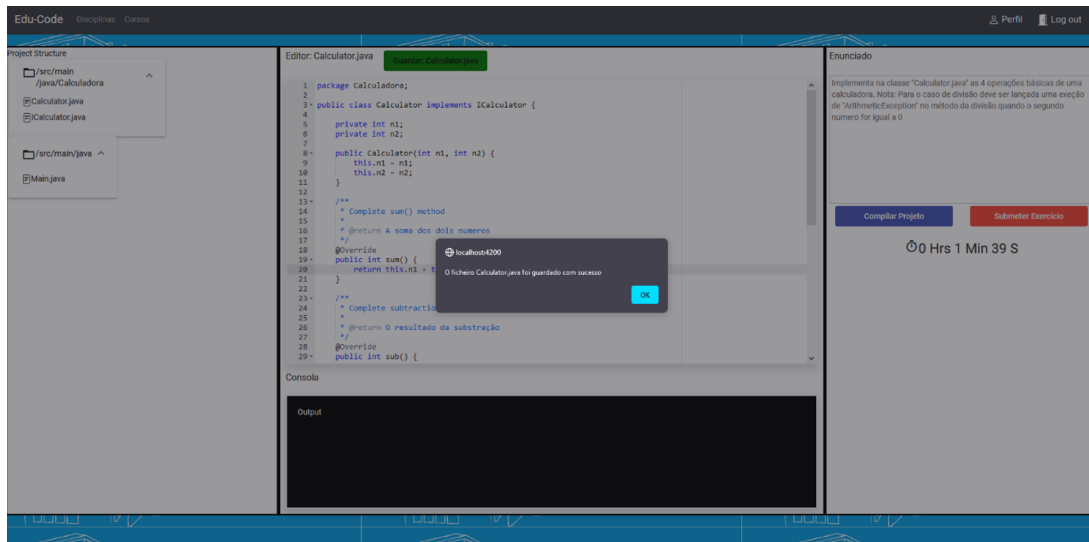 Edu-Code Disciplinas Cursos
Perfil Log out
Project Structure
/src/main
/java/Calculadora
Calculator.java
ICalculator.java
/src/main/java
Main.java
Editor: Calculator.java
Guardar: Calculator.java
1 package Calculadora;
2
3 public class Calculator implements ICalculator {
4
5 private int n1;
6 private int n2;
7
8 public Calculator(int n1, int n2) {
9 this.n1 = n1;
10 this.n2 = n2;
11 }
12
13 /**
14 * Complete sum() method
15 *
16 * @return A soma dos dois numeros
17 */
18 @Override
19 public int sum() {
20 return this.n1 + t
21 }
22
23 /**
24 * Complete subtractio
25 *
26 * @return O resultado da substração
27 */
28 @Override
29 public int sub() {
localhost:4200
O ficheiro Calculator.java foi guardado com sucesso
OK
Consola
Output
Enunciado
Implementa na classe "Calculator.java" as 4 operações básicas de uma
calculadora. Nota: Para o caso de divisão deve ser lançada uma exeção
de "ArithmeticException" no método da divisão quando o segundo
numero for igual a 0
Compilar Projeto
Submeter Exercício
0 Hrs 1 Min 39 S